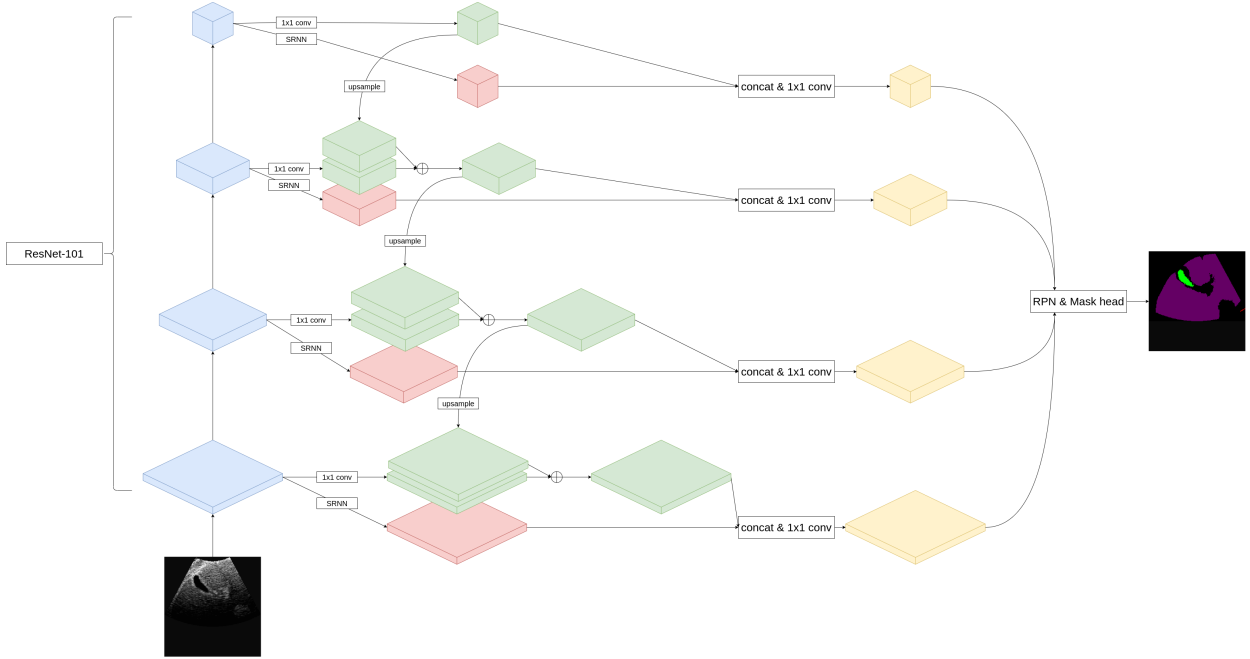 1x1 conv
SRNN
upsample
concat & 1x1 conv
1x1 conv
SRNN
concat & 1x1 conv
upsample
ResNet-101
RPN & Mask head
1x1 conv
SRNN
concat & 1x1 conv
upsample
1x1 conv
SRNN
concat & 1x1 conv